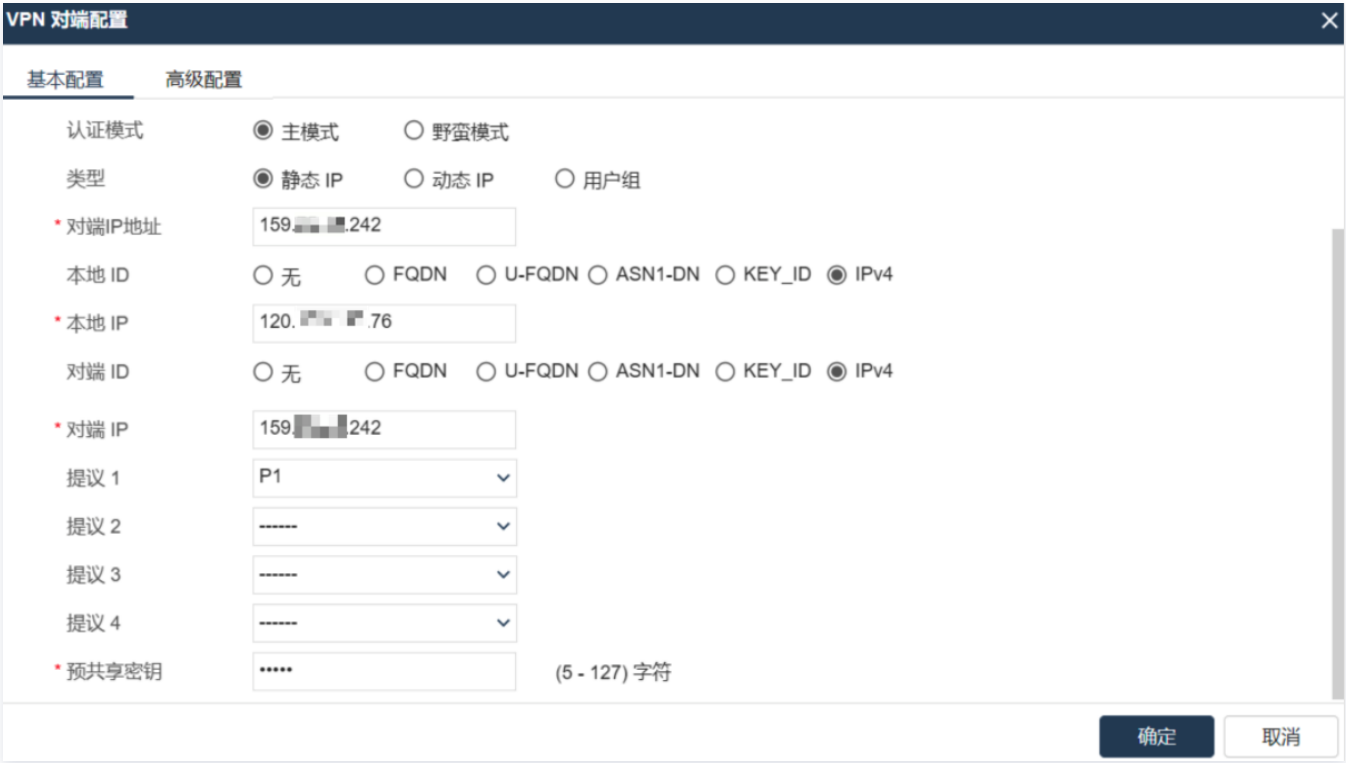 VPN 对端配置
基本配置 高级配置
认证模式 主模式 野蛮模式
类型 静态 IP 动态 IP 用户组
* 对端IP地址 159. .242
本地 ID 无 FQDN U-FQDN ASN1-DN KEY_ID IPv4
* 本地 IP 120. .76
对端 ID 无 FQDN U-FQDN ASN1-DN KEY_ID IPv4
* 对端 IP 159. .242
提议 1 P1
提议 2 ------
提议 3 ------
提议 4 ------
* 预共享密钥 ••••• (5 - 127) 字符
确定 取消